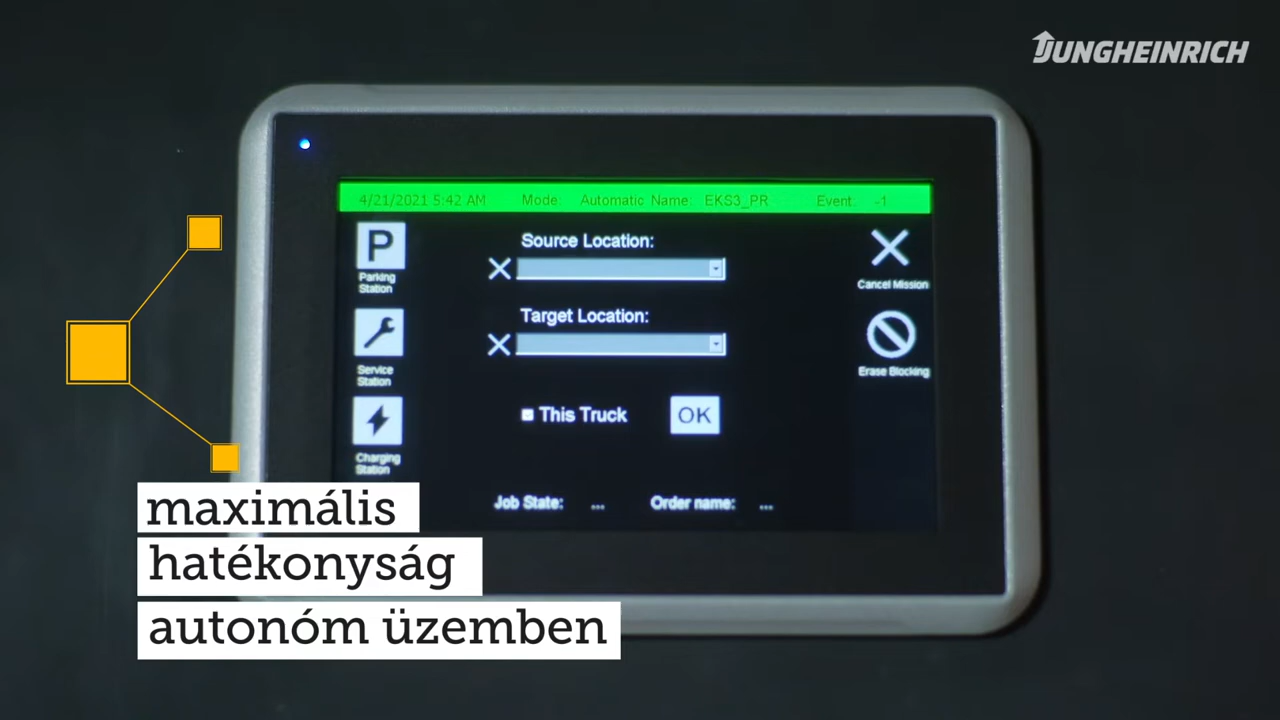 JUNGHEINRICH
4/21/2021 5:42 AM Mode: Automatic Name: EKS3_PR Event: -1
P
Parking
Station
Source Location:
Cancel Mission
Service
Station
Target Location:
Erase Blocking
Charging
Station
This Truck OK
Job State: ... Order name: ...
maximális
hatékonyság
autonóm üzemben